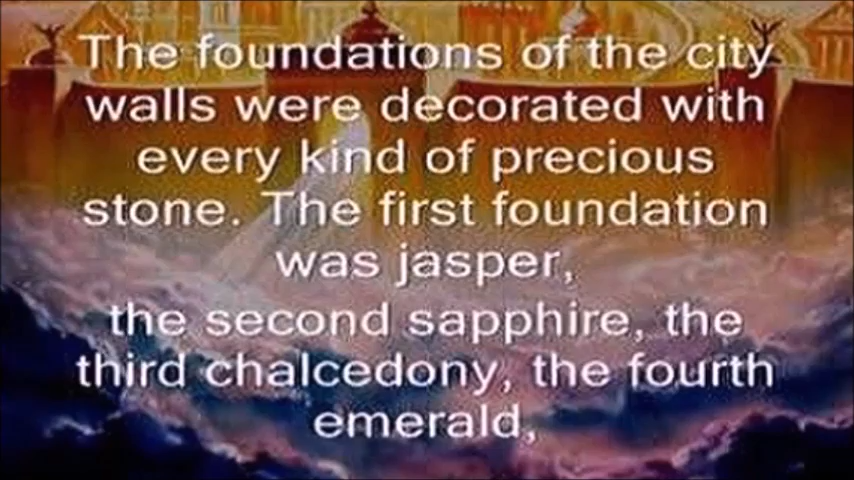 The foundations of the city
walls were decorated with
every kind of precious
stone. The first foundation
was jasper,
the second sapphire, the
third chalcedony, the fourth
emerald,